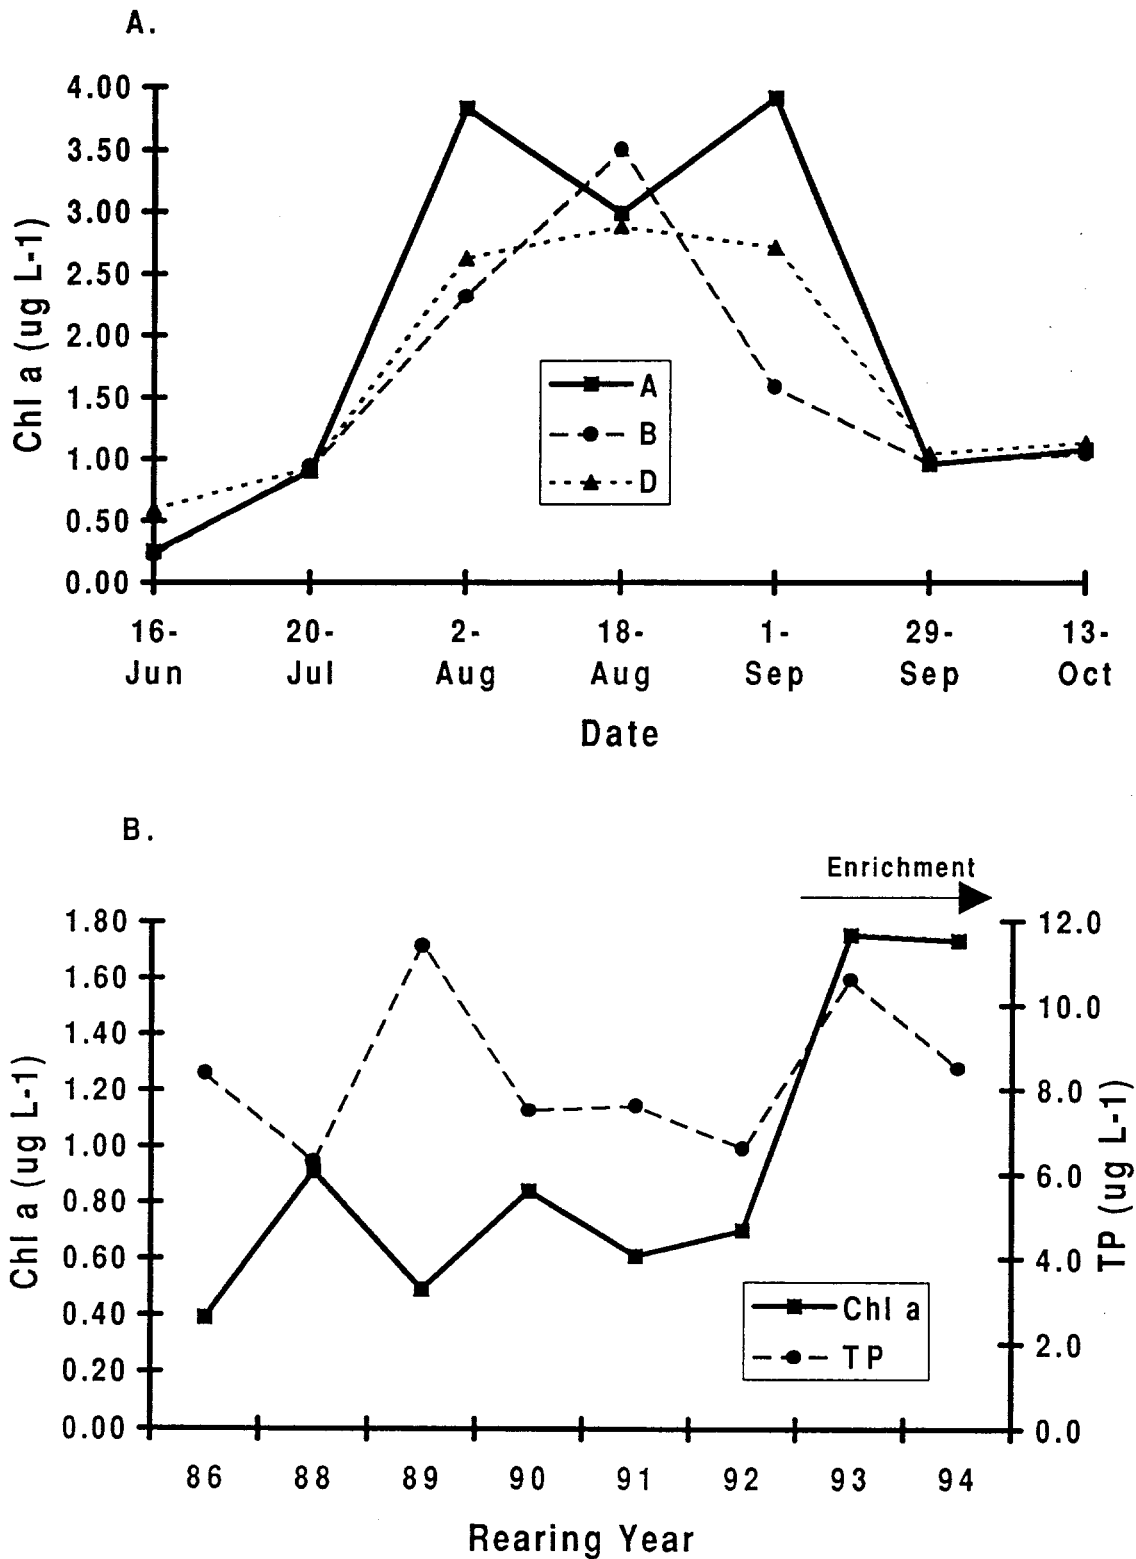 A.
4.00
3.50
3.00
2.50
2.00
1.50
1.00
0.50
0.00
Chl a (ug L-1)
A
B
D
16- 20- 2- 18- 1- 29- 13-
Jun Jul Aug Aug Sep Sep Oct
Date
B.
Enrichment
1.80 12.0
1.60
10.0
1.40
1.20
8.0
1.00
6.0
0.80
0.60
4.0
0.40
2.0
0.20
0.00 0.0
Chl a (ug L-1)
TP (ug L-1)
Chl a
TP
86 88 89 90 91 92 93 94
Rearing Year